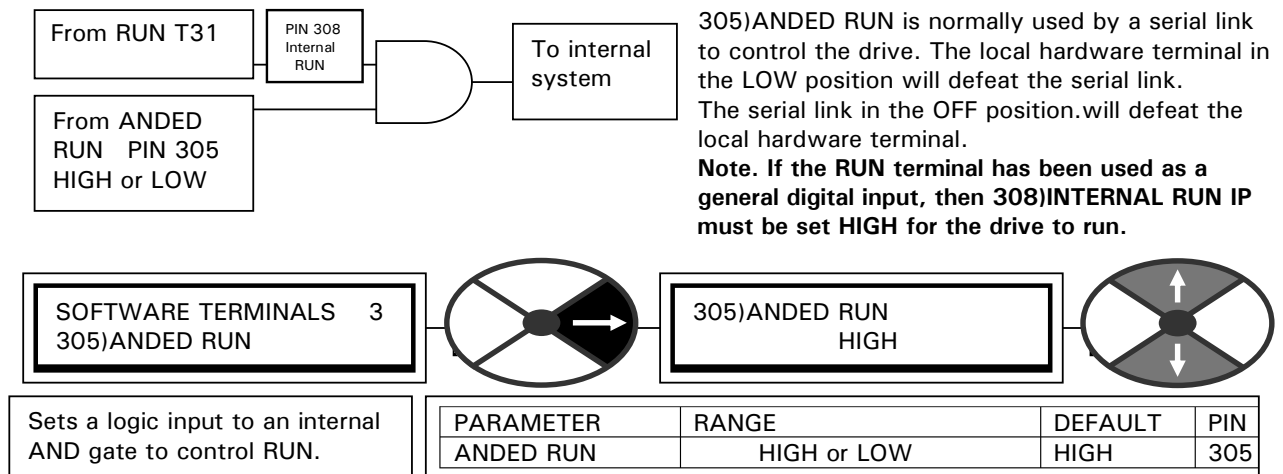 From RUN T31
PIN 308
Internal
RUN
To internal
system
From ANDED
RUN PIN 305
HIGH or LOW
305)ANDED RUN is normally used by a serial link
to control the drive. The local hardware terminal in
the LOW position will defeat the serial link.
The serial link in the OFF position.will defeat the
local hardware terminal.
Note. If the RUN terminal has been used as a
general digital input, then 308)INTERNAL RUN IP
must be set HIGH for the drive to run.
SOFTWARE TERMINALS 3
305)ANDED RUN
305)ANDED RUN
HIGH
Sets a logic input to an internal
AND gate to control RUN.
PARAMETER RANGE DEFAULT PIN
ANDED RUN HIGH or LOW HIGH 305